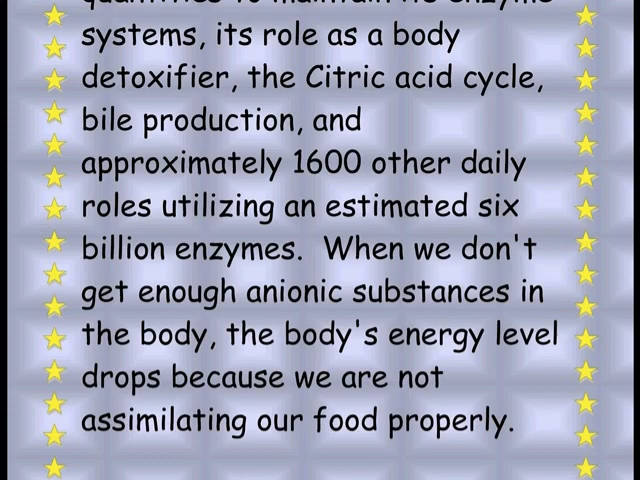 quantities to maintain its enzyme
systems, its role as a body
detoxifier, the Citric acid cycle,
bile production, and
approximately 1600 other daily
roles utilizing an estimated six
billion enzymes.  When we don't
get enough anionic substances in
the body, the body's energy level
drops because we are not
assimilating our food properly.